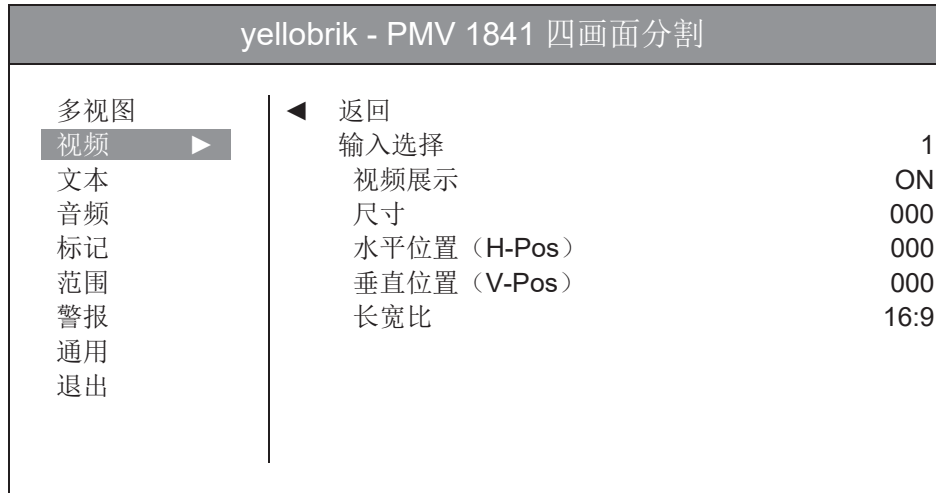 yellobrik - PMV 1841 四画面分割
多视图
视频 ►
文本
音频
标记
范围
警报
通用
退出
◄ 返回
输入选择 1
视频展示 ON
尺寸 000
水平位置（H-Pos） 000
垂直位置（V-Pos） 000
长宽比 16:9